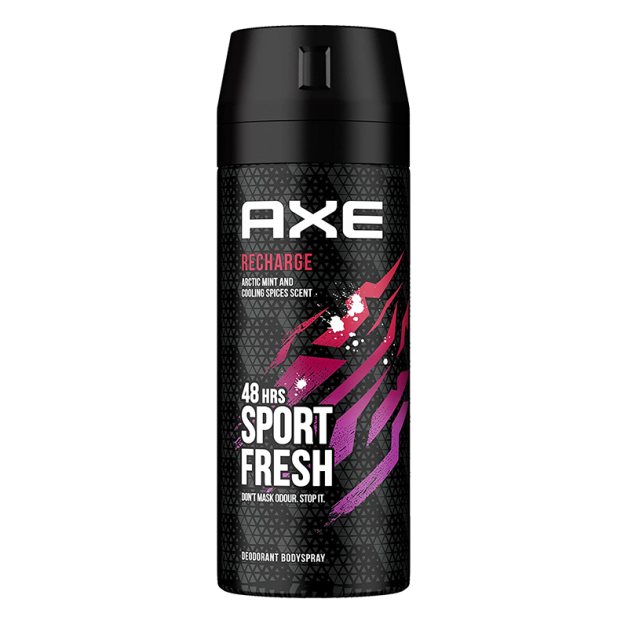 AXE
RECHARGE
ARCTIC MINT AND
COOLING SPICES SCENT
48 HRS
SPORT
FRESH
DON'T MASK ODOUR. STOP IT.
DEODORANT BODYSPRAY